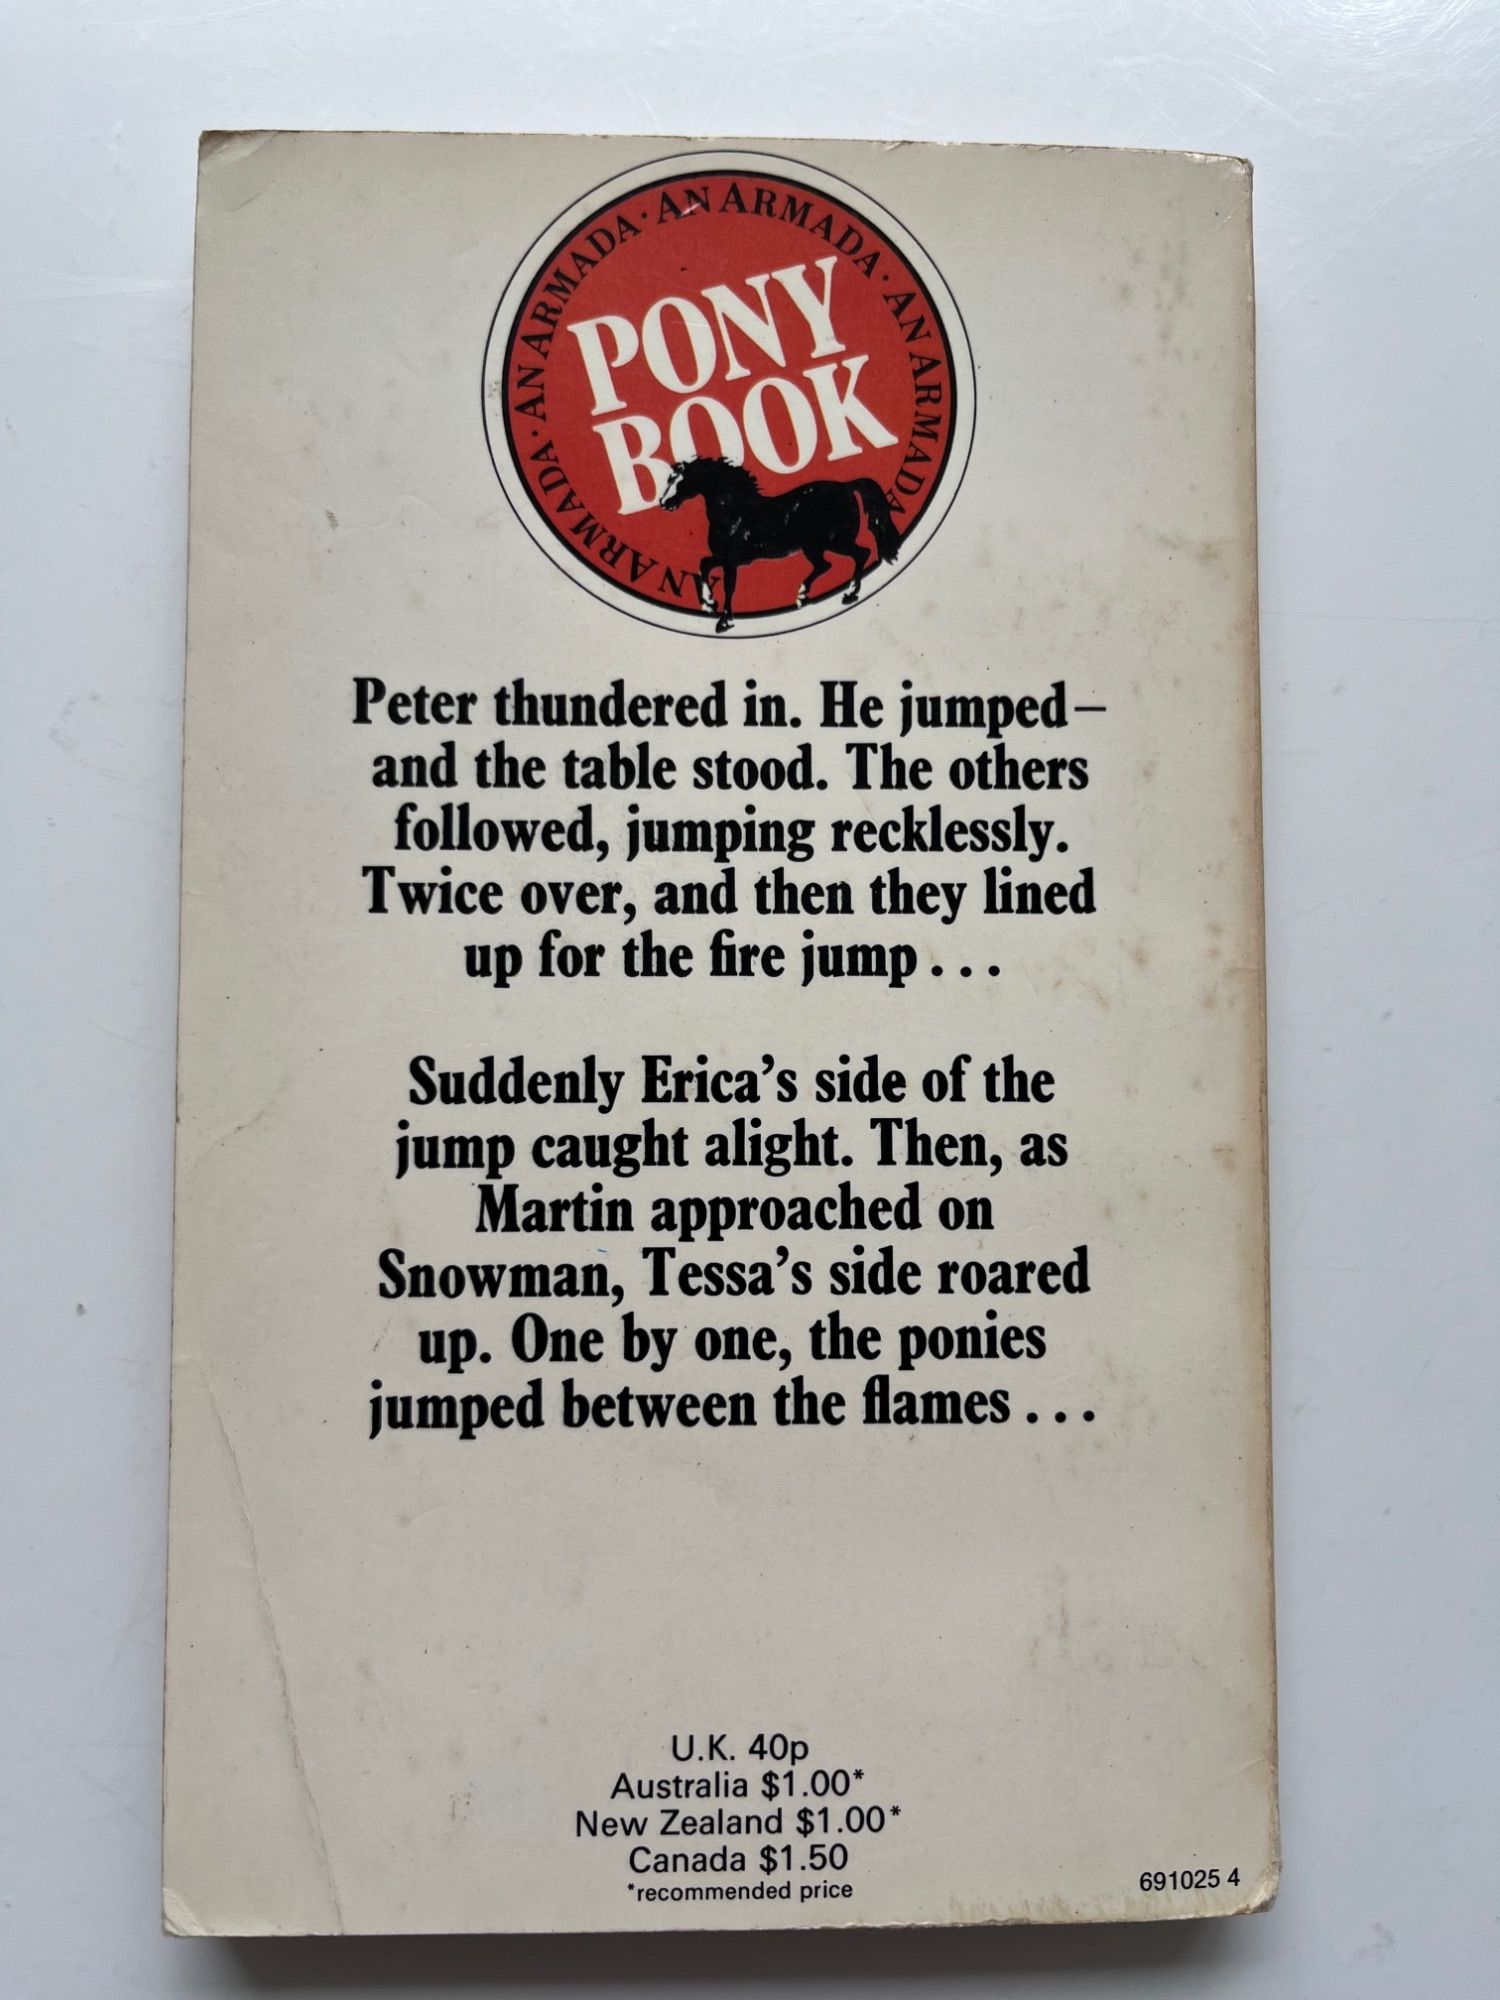 AN ARMADA · AN ARMADA · AN ARMADA · AN ARMADA · AN ARMADA
PONY
BOOK
Peter thundered in. He jumped–
and the table stood. The others
followed, jumping recklessly.
Twice over, and then they lined
up for the fire jump . . .
Suddenly Erica's side of the
jump caught alight. Then, as
Martin approached on
Snowman, Tessa's side roared
up. One by one, the ponies
jumped between the flames . . .
U.K. 40p
Australia $1.00*
New Zealand $1.00*
Canada $1.50
*recommended price
691025 4